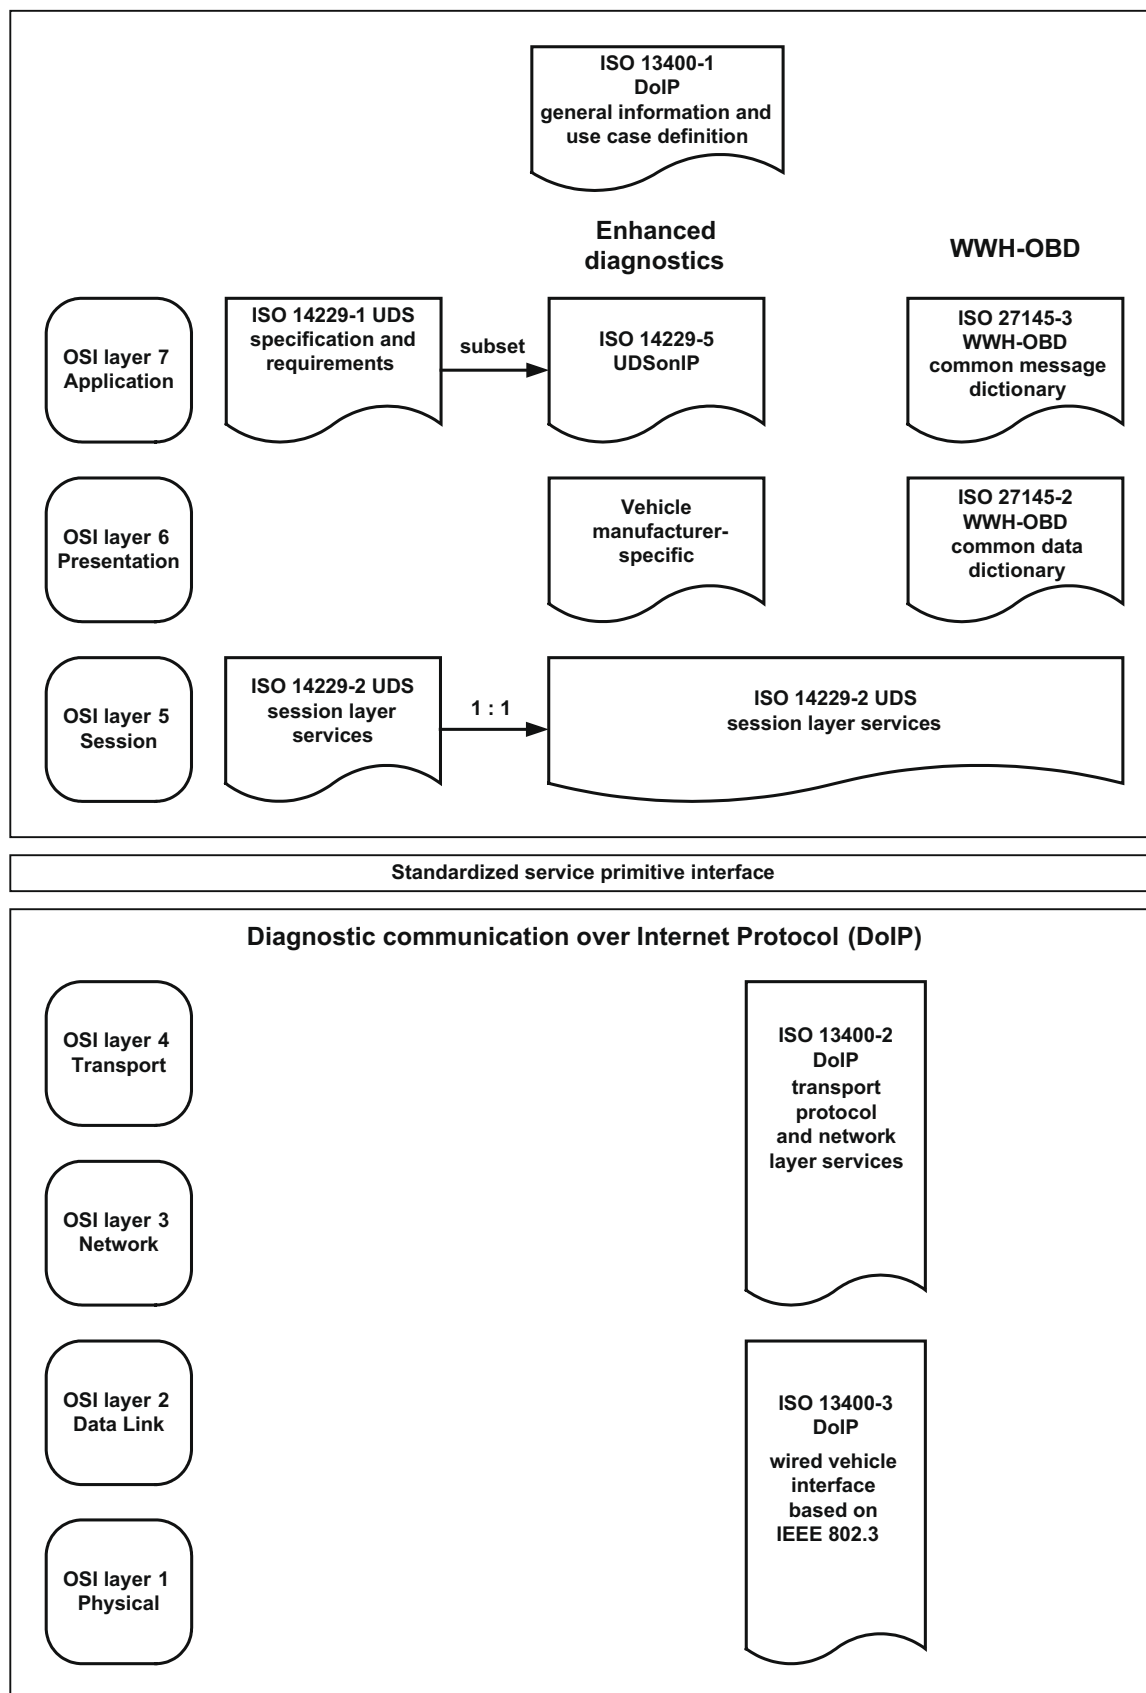 ISO 13400-1
DoIP
general information and
use case definition
Enhanced
diagnostics
WWH-OBD
OSI layer 7
Application
ISO 14229-1 UDS
specification and
requirements
subset
ISO 14229-5
UDSonIP
ISO 27145-3
WWH-OBD
common message
dictionary
OSI layer 6
Presentation
Vehicle
manufacturer-
specific
ISO 27145-2
WWH-OBD
common data
dictionary
OSI layer 5
Session
ISO 14229-2 UDS
session layer
services
1 : 1
ISO 14229-2 UDS
session layer services
Standardized service primitive interface
Diagnostic communication over Internet Protocol (DoIP)
OSI layer 4
Transport
ISO 13400-2
DoIP
transport
protocol
and network
layer services
OSI layer 3
Network
OSI layer 2
Data Link
ISO 13400-3
DoIP
wired vehicle
interface
based on
IEEE 802.3
OSI layer 1
Physical